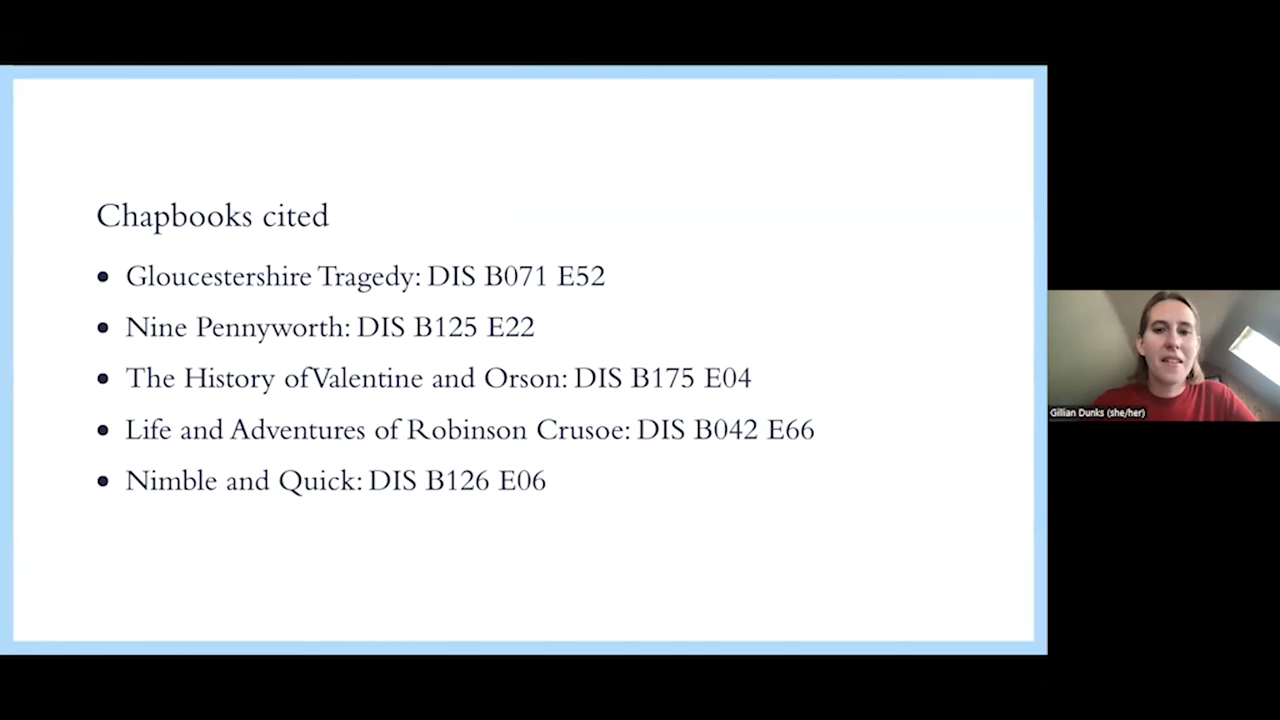 Chapbooks cited
• Gloucestershire Tragedy: DIS B071 E52
• Nine Pennyworth: DIS B125 E22
• The History of Valentine and Orson: DIS B175 E04
• Life and Adventures of Robinson Crusoe: DIS B042 E66
• Nimble and Quick: DIS B126 E06
Gillian Dunks (she/her)